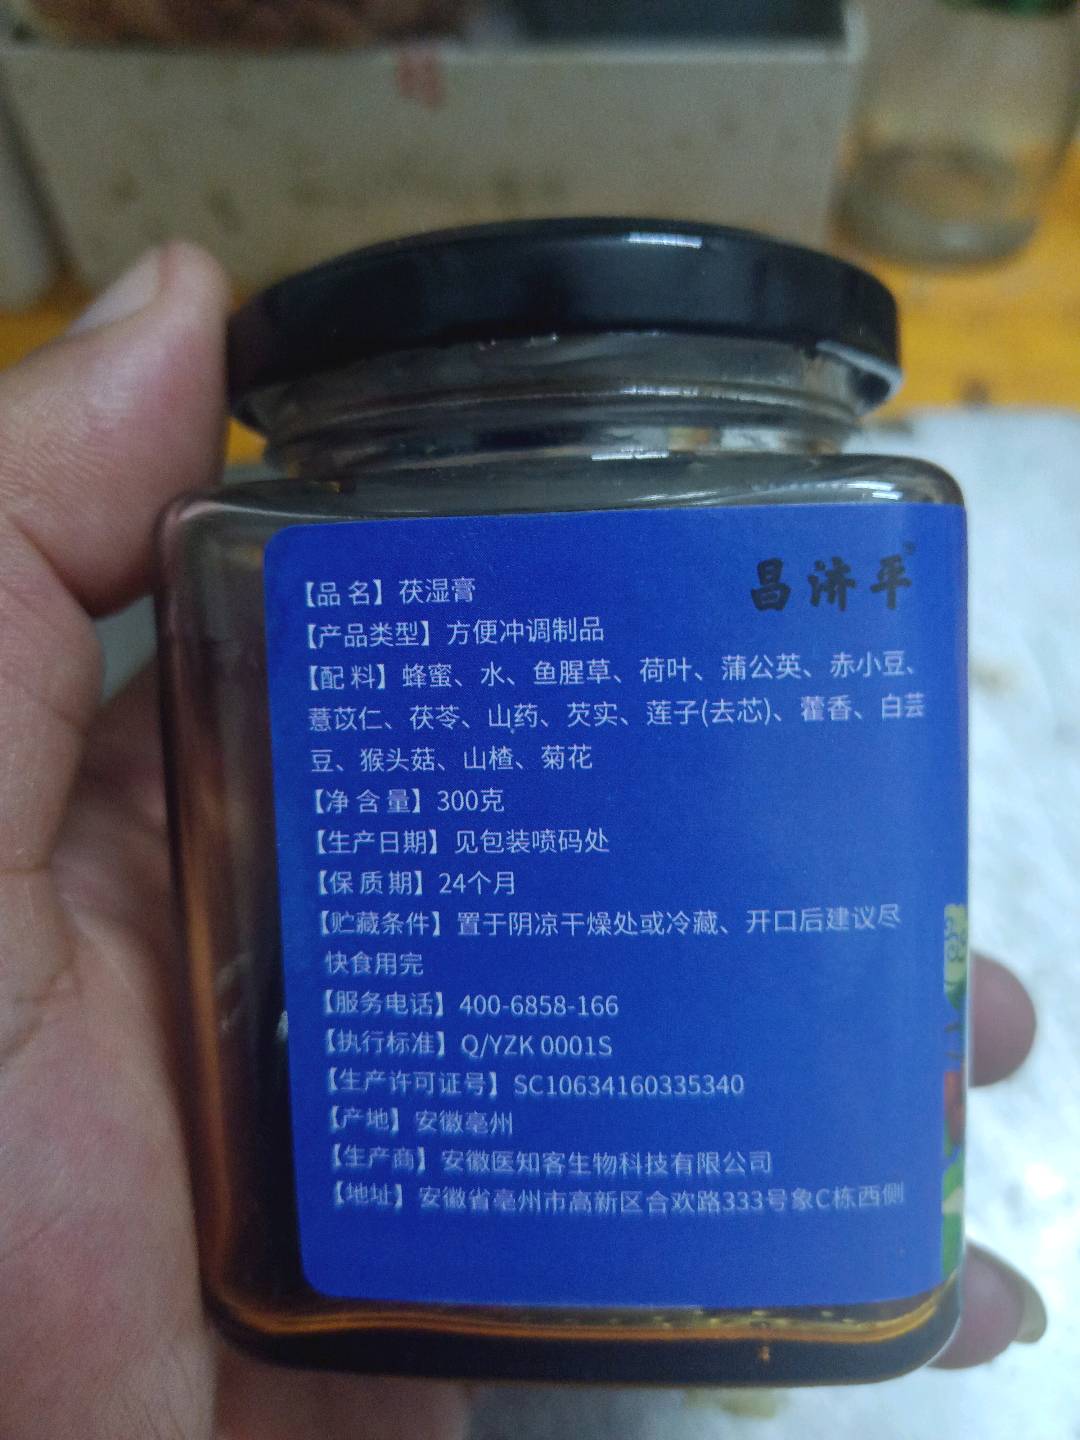 昌济平
【品 名】茯湿膏
【产品类型】方便冲调制品
【配 料】蜂蜜、水、鱼腥草、荷叶、蒲公英、赤小豆、
薏苡仁、茯苓、山药、芡实、莲子(去芯)、藿香、白芸
豆、猴头菇、山楂、菊花
【净 含 量】300克
【生产日期】见包装喷码处
【保 质 期】24个月
【贮藏条件】置于阴凉干燥处或冷藏、开口后建议尽
快食用完
【服务电话】400-6858-166
【执行标准】Q/YZK 0001S
【生产许可证号】SC10634160335340
【产地】安徽亳州
【生产商】安徽医知客生物科技有限公司
【地址】安徽省亳州市高新区合欢路333号象C栋西侧